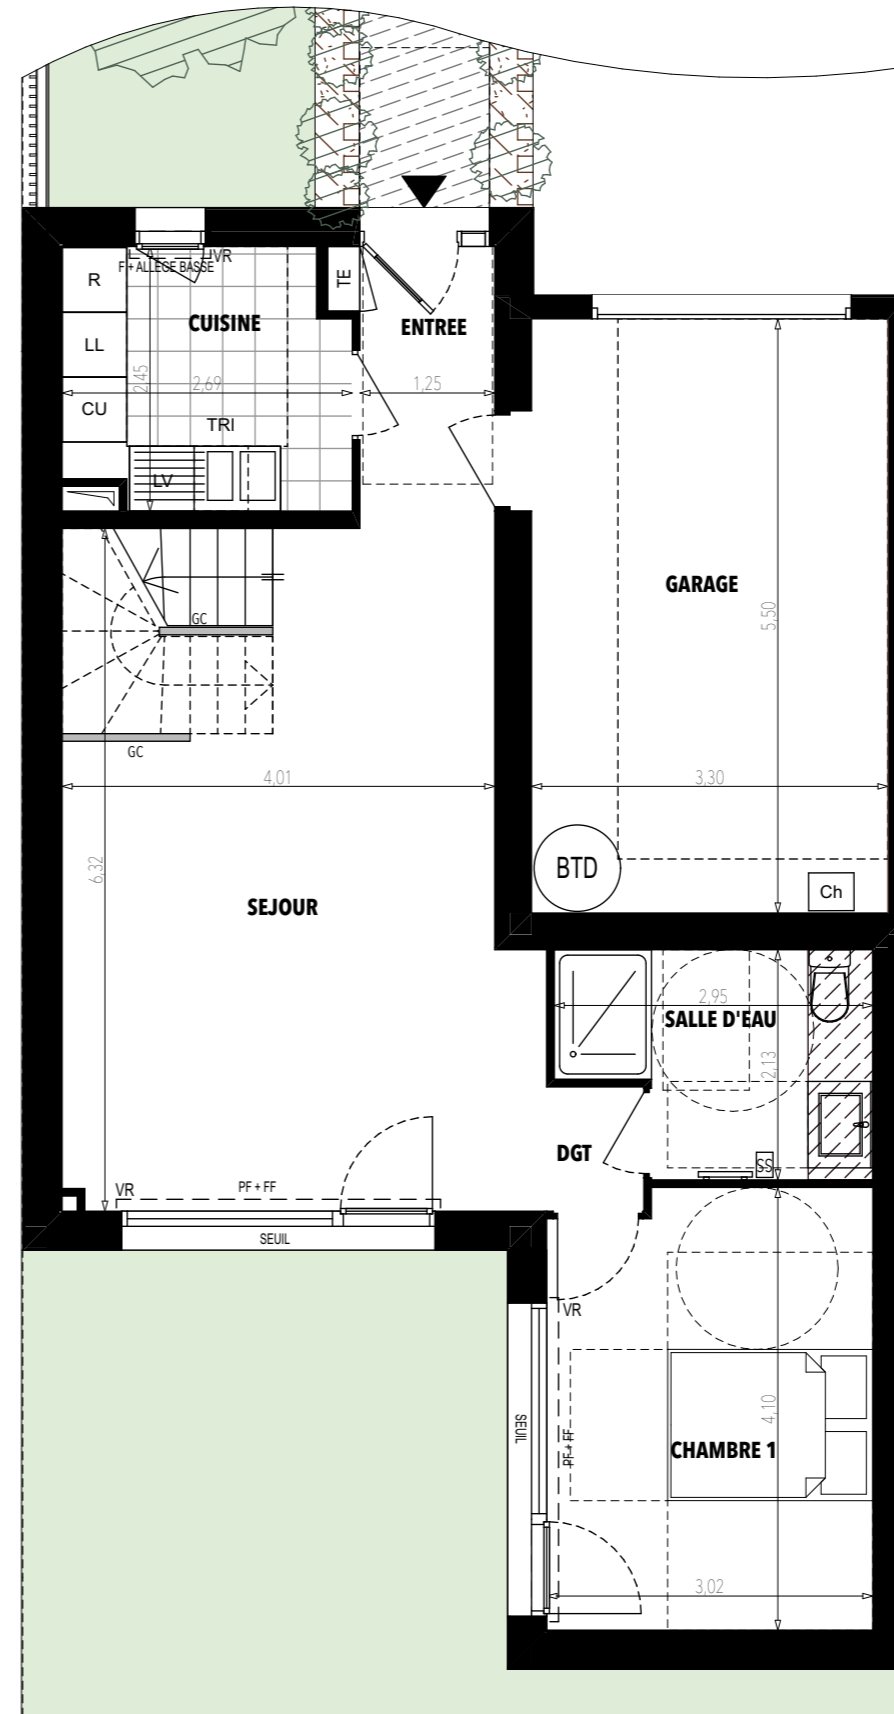 VR
F + ALLEGE BASSE
R
TE
CUISINE
ENTREE
LL
2,45
2,69
1,25
CU
TRI
LV
GARAGE
5,50
GC
GC
4,01
3,30
6,32
BTD
Ch
SEJOUR
2,95
SALLE D'EAU
2,13
DGT
SS
VR
PF + FF
SEUIL
VR
4,10
SEUIL
PF + FF
CHAMBRE 1
3,02